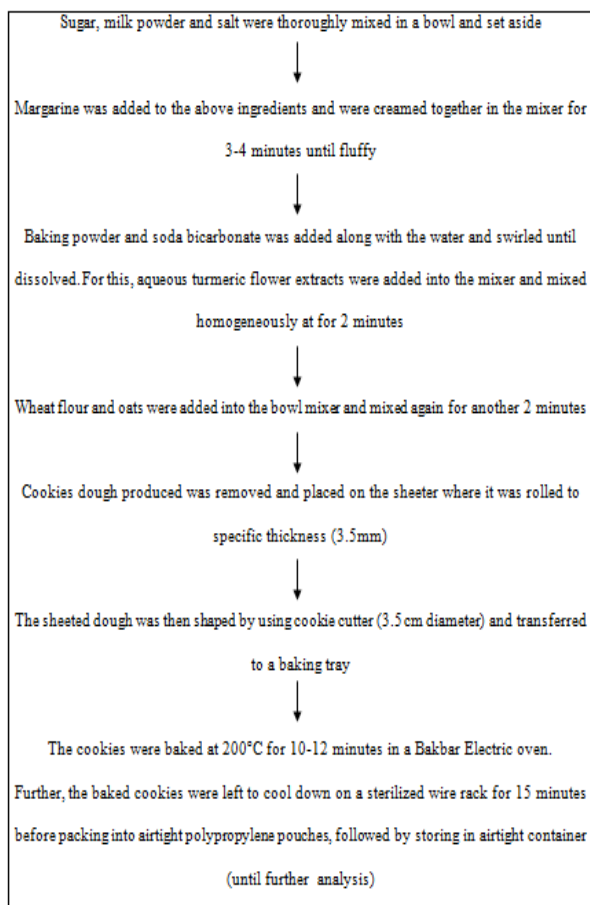 Sugar, milk powder and salt were thoroughly mixed in a bowl and set aside
Margarine was added to the above ingredients and were creamed together in the mixer for
3-4 minutes until fluffy
Baking powder and soda bicarbonate was added along with the water and swirled until
dissolved. For this, aqueous turmeric flower extracts were added into the mixer and mixed
homogeneously at for 2 minutes
Wheat flour and oats were added into the bowl mixer and mixed again for another 2 minutes
Cookies dough produced was removed and placed on the sheeter where it was rolled to
specific thickness (3.5mm)
The sheeted dough was then shaped by using cookie cutter (3.5 cm diameter) and transferred
to a baking tray
The cookies were baked at 200°C for 10-12 minutes in a Bakbar Electric oven.
Further, the baked cookies were left to cool down on a sterilized wire rack for 15 minutes
before packing into airtight polypropylene pouches, followed by storing in airtight container
(until further analysis)